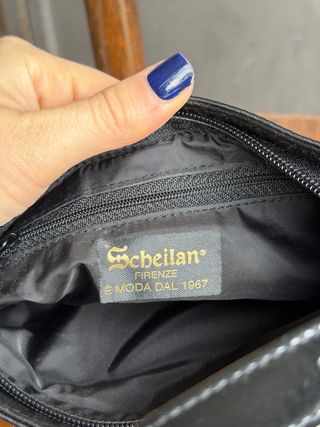 Scheilan®
FIRENZE
È MODA DAL 1967